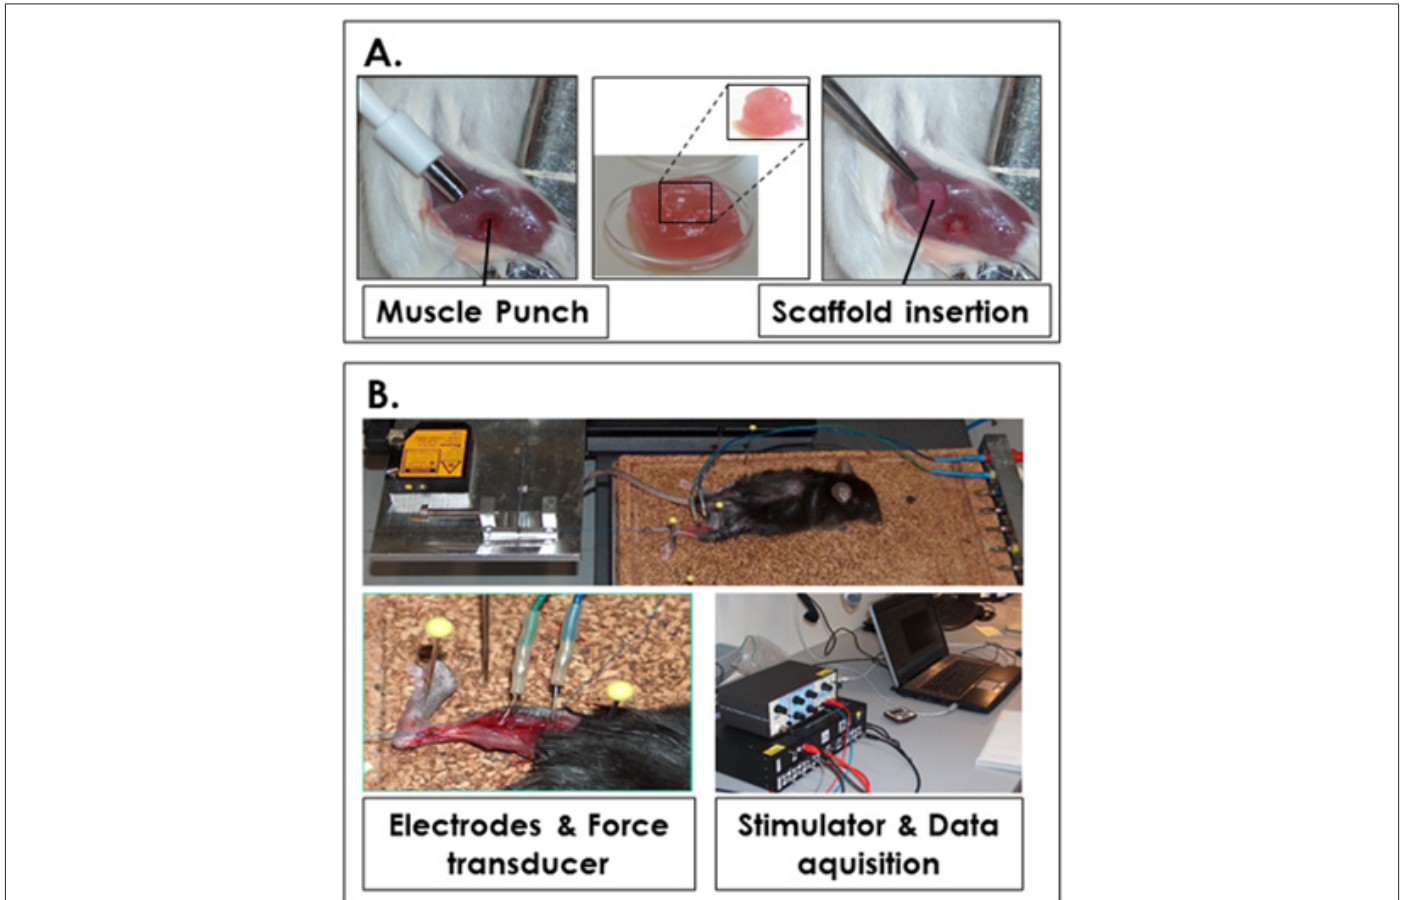 A.
Muscle Punch
Scaffold insertion
B.
Electrodes & Force
transducer
Stimulator & Data
aquisition